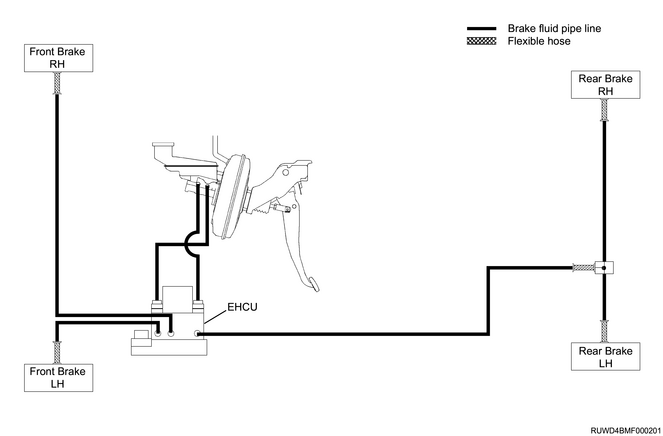 Brake fluid pipe line
Flexible hose
Front Brake
RH
Rear Brake
RH
EHCU
Front Brake
LH
Rear Brake
LH
RUWD4BMF000201